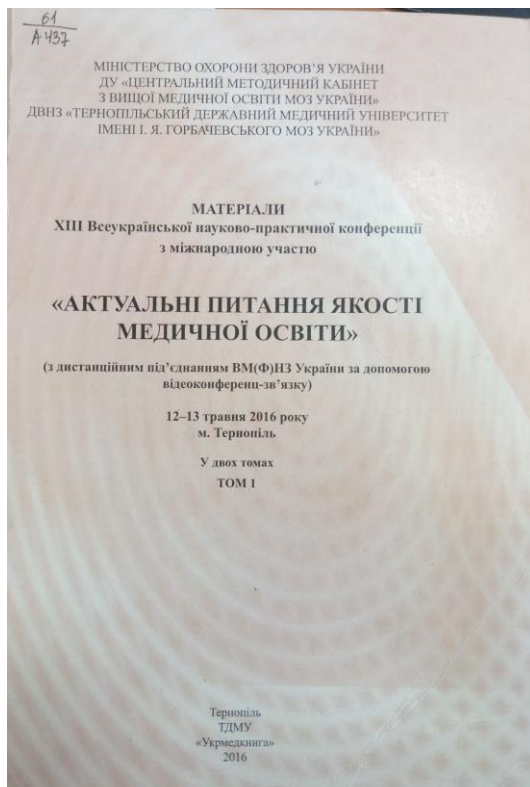 61
А 437
МІНІСТЕРСТВО ОХОРОНИ ЗДОРОВ’Я УКРАЇНИ
ДУ «ЦЕНТРАЛЬНИЙ МЕТОДИЧНИЙ КАБІНЕТ
З ВИЩОЇ МЕДИЧНОЇ ОСВІТИ МОЗ УКРАЇНИ»
ДВНЗ «ТЕРНОПІЛЬСЬКИЙ ДЕРЖАВНИЙ МЕДИЧНИЙ УНІВЕРСИТЕТ
ІМЕНІ І. Я. ГОРБАЧЕВСЬКОГО МОЗ УКРАЇНИ»
МАТЕРІАЛИ
XIII Всеукраїнської науково-практичної конференції
з міжнародною участю
«АКТУАЛЬНІ ПИТАННЯ ЯКОСТІ
МЕДИЧНОЇ ОСВІТИ»
(з дистанційним під’єднанням ВМ(Ф)НЗ України за допомогою
відеоконференц-зв’язку)
12–13 травня 2016 року
м. Тернопіль
У двох томах
ТОМ 1
Тернопіль
ТДМУ
«Укрмедкнига»
2016